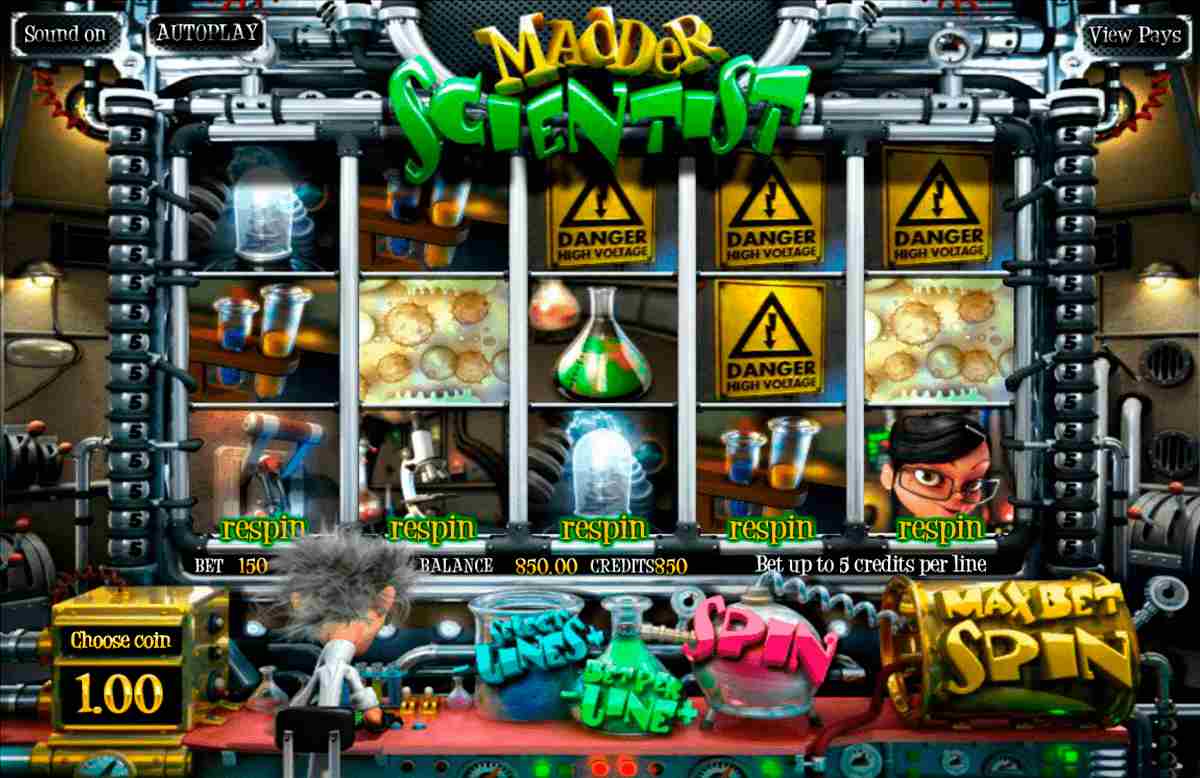 Sound on
AUTOPLAY
MADDER
SCIENTIST
View Pays
DANGER
HIGH VOLTAGE
DANGER
HIGH VOLTAGE
DANGER
HIGH VOLTAGE
DANGER
HIGH VOLTAGE
respin
respin
respin
respin
respin
BET 150
BALANCE 850.00 CREDITS 850
Bet up to 5 credits per line
Choose coin
1.00
SELECT
LINES+
BET PER
-LINE+
SPIN
MAX BET
SPIN